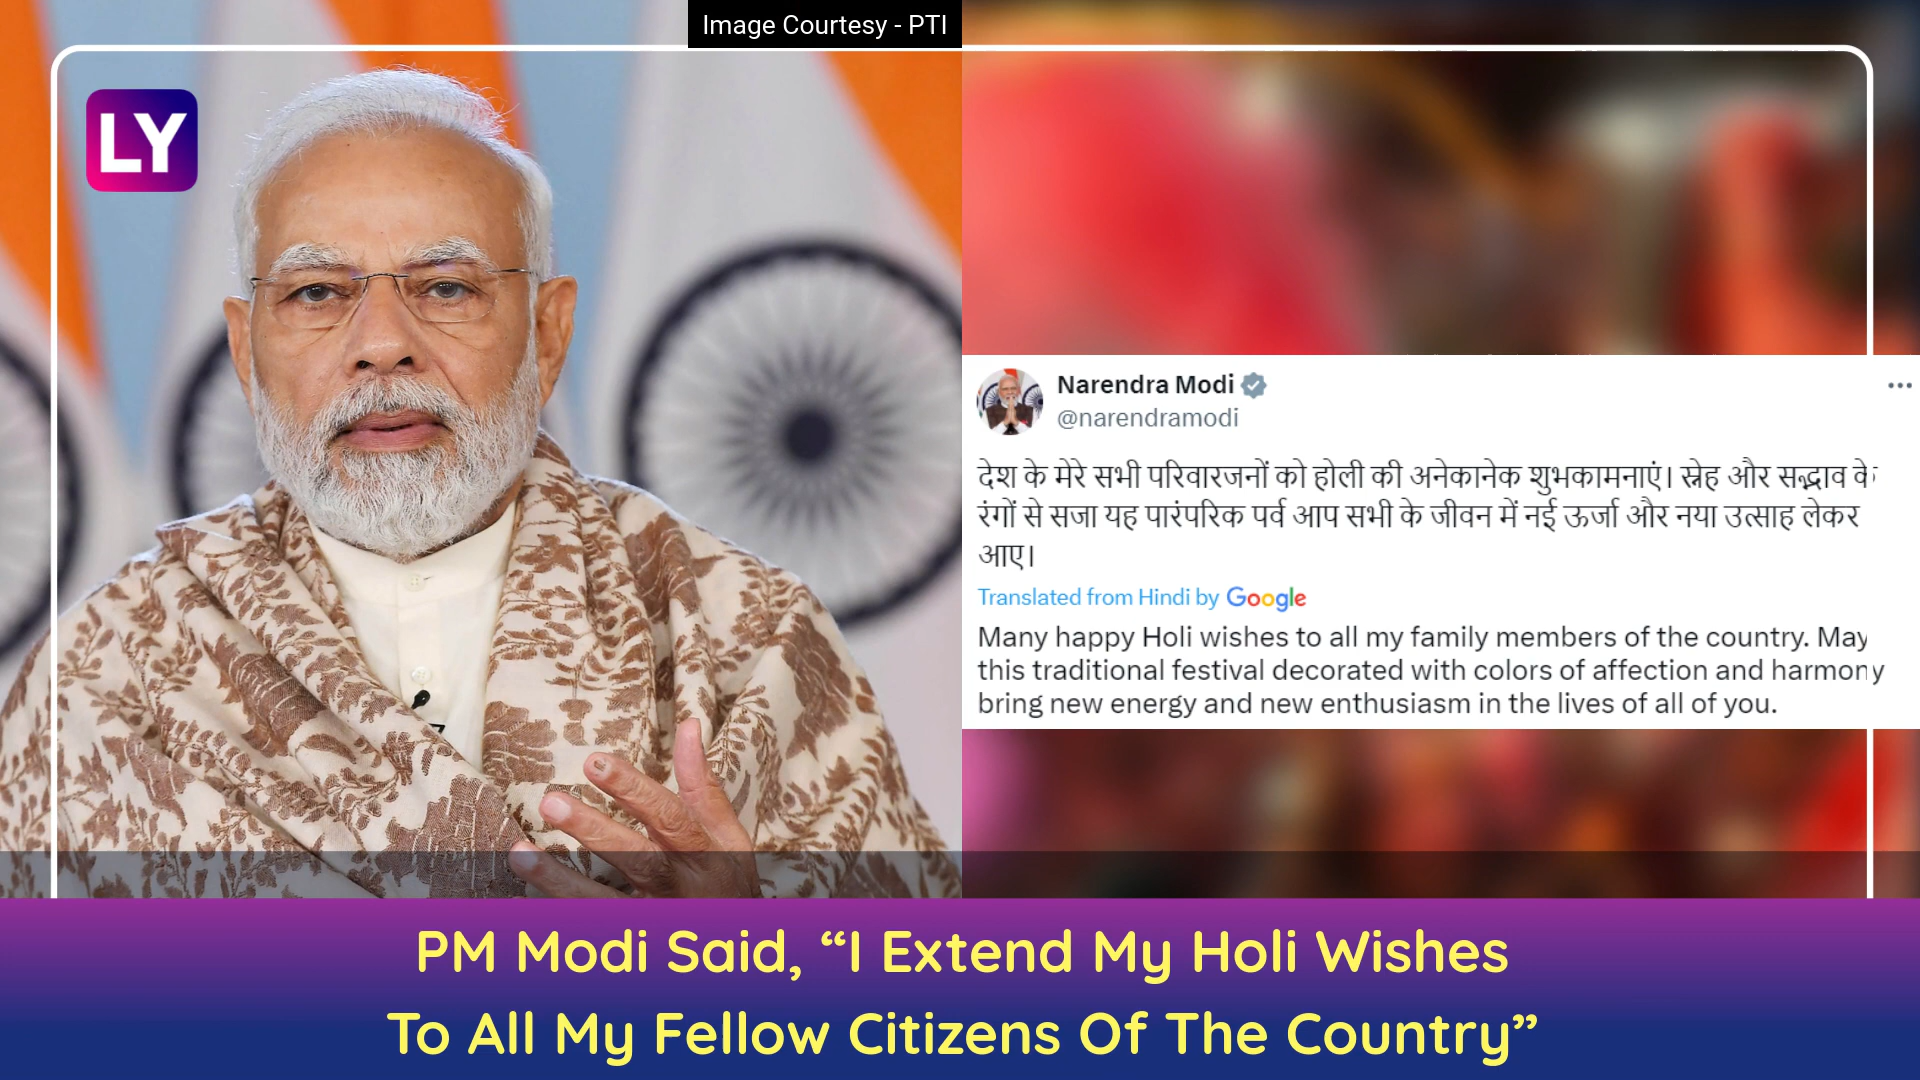 Image Courtesy - PTI
LY
Narendra Modi
@narendramodi
देश के मेरे सभी परिवारजनों को होली की अनेकानेक शुभकामनाएं। स्नेह और सद्भाव के
रंगों से सजा यह पारंपरिक पर्व आप सभी के जीवन में नई ऊर्जा और नया उत्साह लेकर
आए।
Translated from Hindi by Google
Many happy Holi wishes to all my family members of the country. May
this traditional festival decorated with colors of affection and harmony
bring new energy and new enthusiasm in the lives of all of you.
PM Modi Said, “I Extend My Holi Wishes
To All My Fellow Citizens Of The Country”